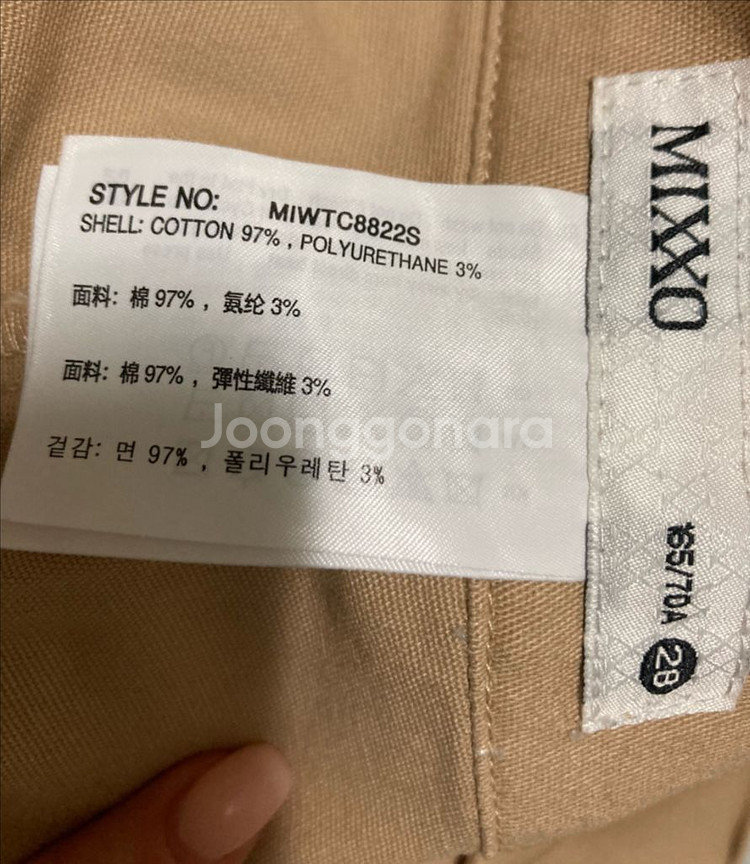 STYLE NO: MIWTC8822S
SHELL: COTTON 97% , POLYURETHANE 3%
面料: 棉 97% , 氨纶 3%
面料: 棉 97% , 彈性纖維 3%
겉감: 면 97% , 폴리우레탄 3%
Joonggonara
MIXXO
165/70A
28